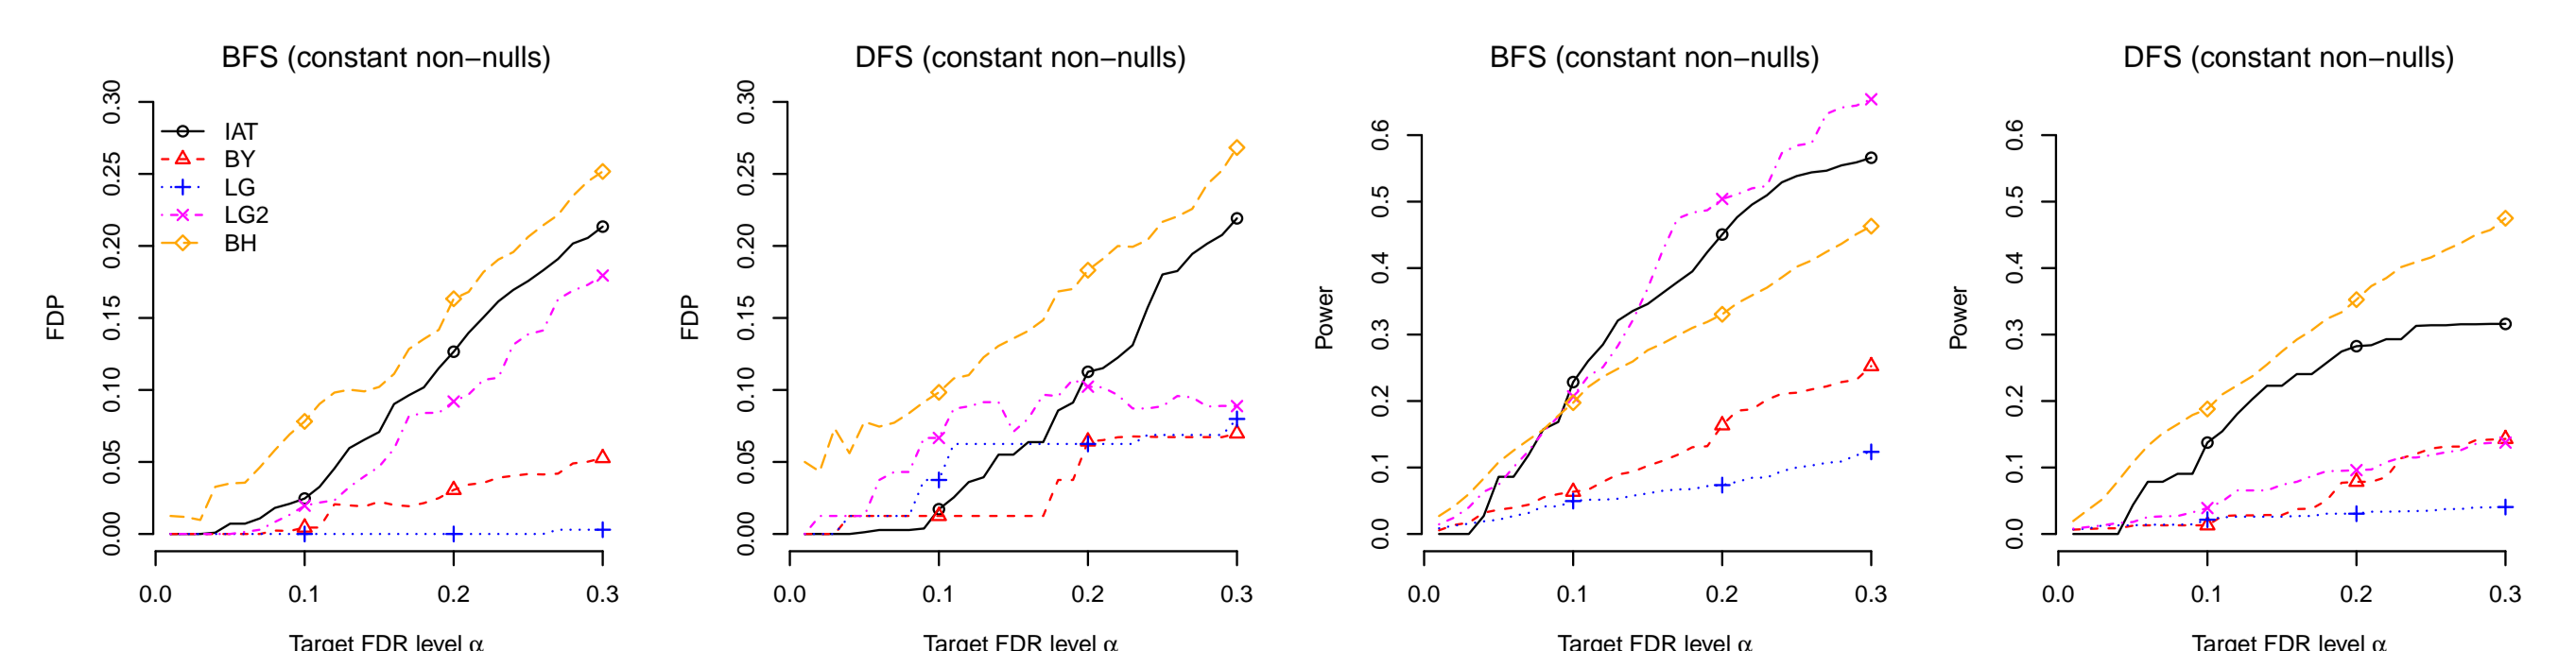 BFS (constant non−nulls)
FDP
0.00 0.05 0.10 0.15 0.20 0.25 0.30
IAT
BY
LG
LG2
BH
0.0 0.1 0.2 0.3
Target FDR level α
DFS (constant non−nulls)
FDP
0.00 0.05 0.10 0.15 0.20 0.25 0.30
0.0 0.1 0.2 0.3
Target FDR level α
BFS (constant non−nulls)
Power
0.0 0.1 0.2 0.3 0.4 0.5 0.6
0.0 0.1 0.2 0.3
Target FDR level α
DFS (constant non−nulls)
Power
0.0 0.1 0.2 0.3 0.4 0.5 0.6
0.0 0.1 0.2 0.3
Target FDR level α